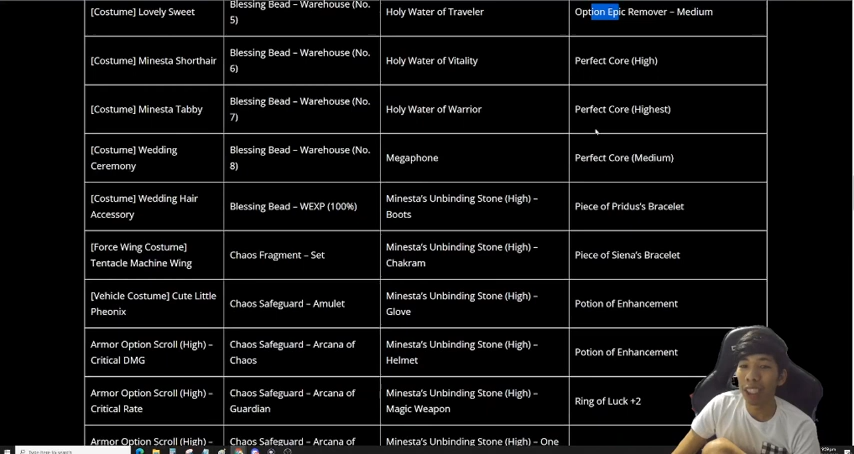 [Costume] Lovely Sweet
Blessing Bead – Warehouse (No.
5)
Holy Water of Traveler
Option Epic Remover – Medium
[Costume] Minesta Shorthair
Blessing Bead – Warehouse (No.
6)
Holy Water of Vitality
Perfect Core (High)
[Costume] Minesta Tabby
Blessing Bead – Warehouse (No.
7)
Holy Water of Warrior
Perfect Core (Highest)
[Costume] Wedding
Ceremony
Blessing Bead – Warehouse (No.
8)
Megaphone
Perfect Core (Medium)
[Costume] Wedding Hair
Accessory
Blessing Bead – WEXP (100%)
Minesta's Unbinding Stone (High) –
Boots
Piece of Pridus's Bracelet
[Force Wing Costume]
Tentacle Machine Wing
Chaos Fragment – Set
Minesta's Unbinding Stone (High) –
Chakram
Piece of Siena's Bracelet
[Vehicle Costume] Cute Little
Pheonix
Chaos Safeguard – Amulet
Minesta's Unbinding Stone (High) –
Glove
Potion of Enhancement
Armor Option Scroll (High) –
Critical DMG
Chaos Safeguard – Arcana of
Chaos
Minesta's Unbinding Stone (High) –
Helmet
Potion of Enhancement
Armor Option Scroll (High) –
Critical Rate
Chaos Safeguard – Arcana of
Guardian
Minesta's Unbinding Stone (High) –
Magic Weapon
Ring of Luck +2
Armor Option Scroll (High) –
Chaos Safeguard – Arcana of
Minesta's Unbinding Stone (High) – One
Type here to search
9:59 pm